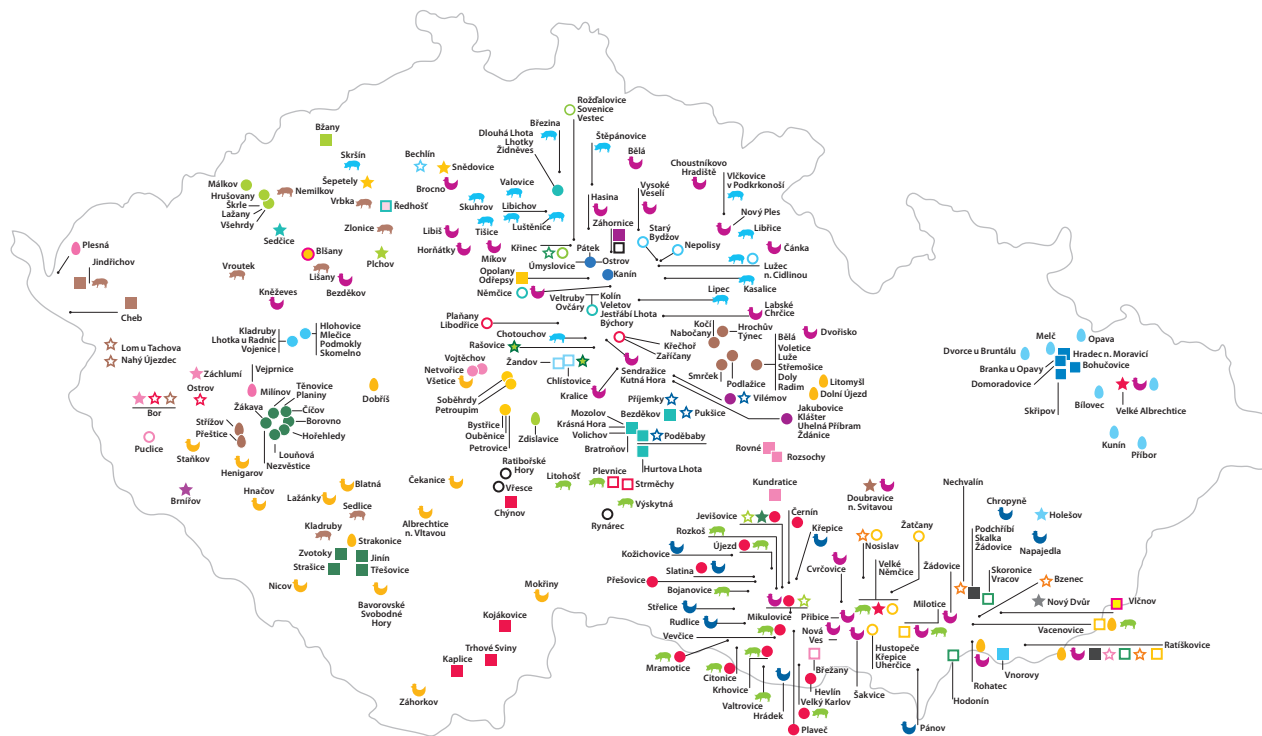 Rožďalovice
Sovenice
Vestec
Březina
Bžany
Dlouhá Lhota
Lhotky
Židněves
Štěpánovice
Bělá
Skršín
Bechlín
Snědovice
Choustníkovo
Hradiště
Vlčkovice
v Podkrkonoší
Málkov
Hrušovany
Škrle
Lažany
Všehrdy
Nemilkov
Šepetely
Vrbka
Brocno
Valovice
Skuhrov
Libichov
Luštěnice
Hasina
Vysoké
Veselí
Redhošť
Nový Ples
Libřice
Sedčice
Zlonice
Libiš
Tišice
Horňátky
Míkov
Záhornice
Starý
Bydžov
Nepolisy
Čánka
Plesná
Jindřichov
Blšany
Lišany
Bezděkov
Plchov
Křinec
Úmyslovice
Pátek
Ostrov
Kanín
Lužec
n. Cidlinou
Kasalice
Vroutek
Kněževes
Opolany
Odřepsy
Němčice
Veltruby
Ovčáry
Kolín
Veletov
Jestřábí Lhota
Býchory
Lipec
Labské
Chrčice
Cheb
Kladruby
Lhotka u Radnic
Vojenice
Hlohovice
Mlečice
Podmokly
Skomelno
Plaňany
Libodřice
Chotouchov
Rašovice
Křečhoř
Zaříčany
Kočí
Nabočany
Hrochův
Týnec
Bělá
Voletice
Luže
Střemošice
Doly
Radim
Dvořisko
Melč
Opava
Dvorce u Bruntálu
Hradec n. Moravicí
Branka u Opavy
Bohučovice
Domoradovice
Lom u Tachova
Nahý Újezdec
Záchlumí
Ostrov
Vejprnice
Vojtěchov
Netvořice
Všetice
Žandov
Chlístovice
Kralice
Sendražice
Kutná Hora
Smrček
Podlažice
Vilémov
Litomyšl
Dolní Újezd
Bor
Puclice
Milínov
Žákava
Těnovice
Planiny
Číčov
Borovno
Hořehledy
Louňová
Nezvěstice
Dobříš
Soběhrdy
Petroupim
Příjemky
Bezděkov
Pukšice
Jakubovice
Klášter
Uhelná Příbram
Ždánice
Skřipov
Bílovec
Velké Albrechtice
Střížov
Přeštice
Staňkov
Henigarov
Bystřice
Ouběnice
Petrovice
Zdislavice
Mozolov
Krásná Hora
Volichov
Bratroňov
Poděbaby
Hurtova Lhota
Rovné
Rozsochy
Kunín
Příbor
Brnířov
Hnačov
Lažánky
Blatná
Sedlice
Čekanice
Ratibořské
Hory
Vřesce
Chýnov
Litohošť
Plevnice
Strměchy
Výskytná
Rynárec
Kundratice
Doubravice
n. Svitavou
Nechvalín
Chropyně
Holešov
Kladruby
Strakonice
Albrechtice
n. Vltavou
Jevišovice
Černín
Rozkoš
Křepice
Nosislav
Žatčany
Podchříbí
Skalka
Žádovice
Napajedla
Zvotoky
Strašice
Jinín
Třešovice
Kožichovice
Újezd
Slatina
Cvrčovice
Velké
Němčice
Žádovice
Skoronice
Vracov
Bzenec
Nicov
Bavorovské
Svobodné
Hory
Mokřiny
Přešovice
Bojanovice
Střelice
Rudlice
Mikulovice
Přibice
Milotice
Nový Dvůr
Vlčnov
Vacenovice
Kojákovice
Vevčice
Nová
Ves
Hustopeče
Křepice
Uherčice
Ratíškovice
Trhové Sviny
Kaplice
Záhorkov
Mramotice
Citonice
Krhovice
Valtrovice
Hrádek
Břežany
Hevlín
Velký Karlov
Plaveč
Šakvice
Pánov
Hodonín
Rohatec
Vnorovy